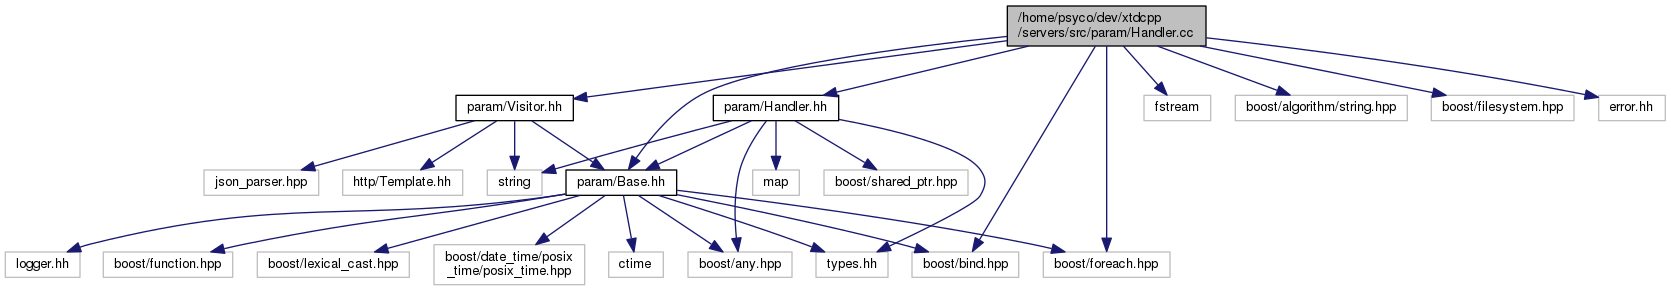 /home/psyco/dev/xtdcpp
/servers/src/param/Handler.cc
param/Visitor.hh
param/Handler.hh
fstream
boost/algorithm/string.hpp
boost/filesystem.hpp
error.hh
json_parser.hpp
http/Template.hh
string
param/Base.hh
map
boost/shared_ptr.hpp
logger.hh
boost/function.hpp
boost/lexical_cast.hpp
boost/date_time/posix
_time/posix_time.hpp
ctime
boost/any.hpp
types.hh
boost/bind.hpp
boost/foreach.hpp